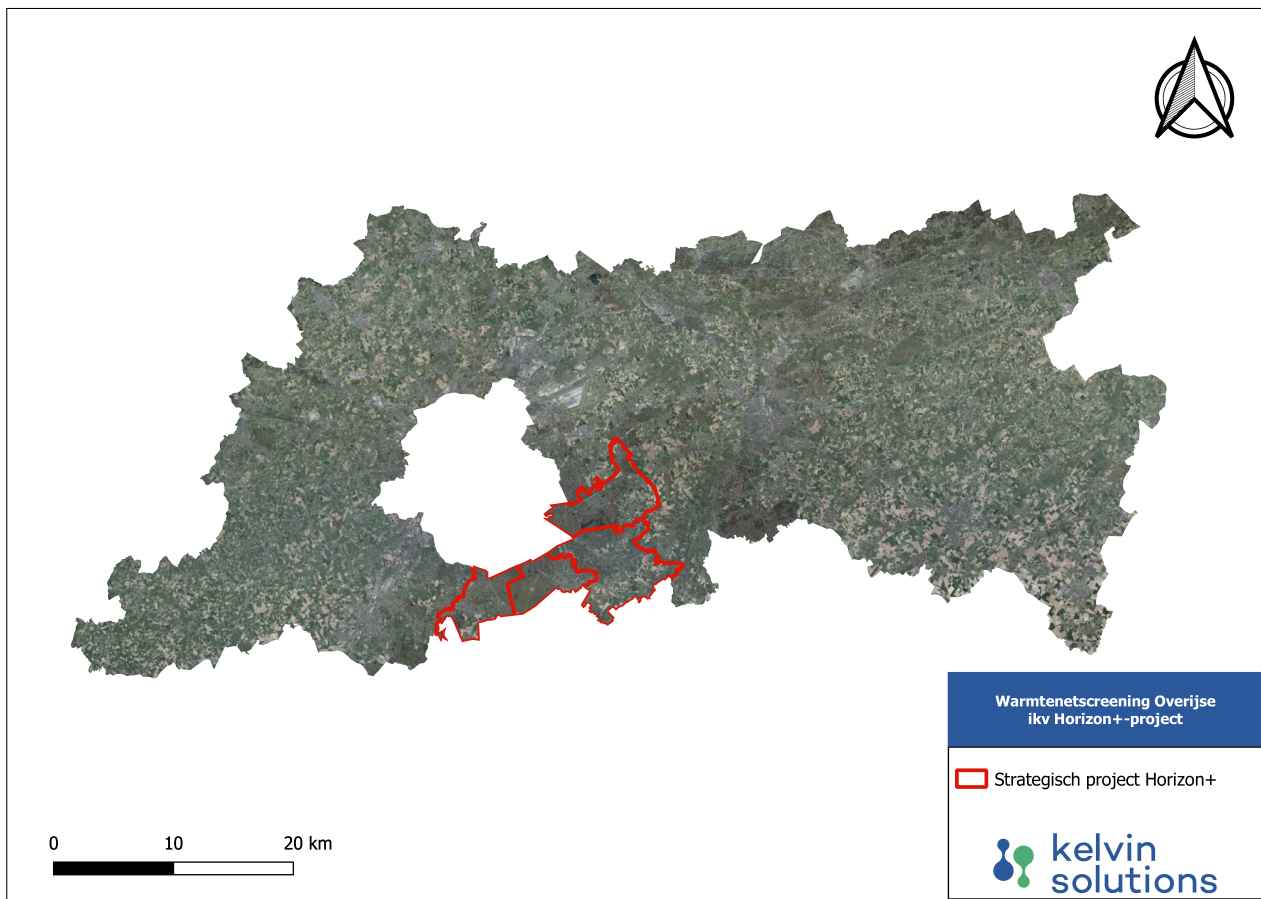 Warmtenetscreening Overijse
ikv Horizon+-project
Strategisch project Horizon+
0 10 20 km
kelvin
solutions